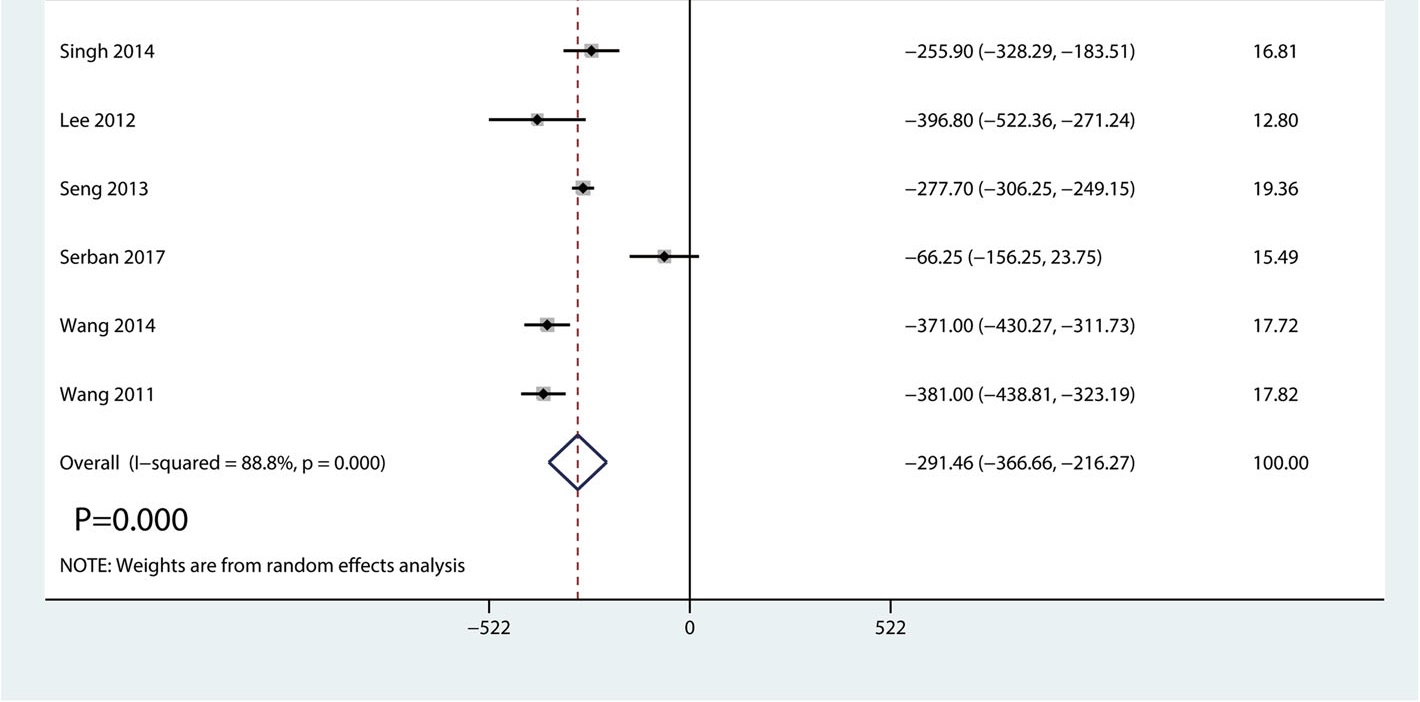 Singh 2014 −255.90 (−328.29, −183.51) 16.81
Lee 2012 −396.80 (−522.36, −271.24) 12.80
Seng 2013 −277.70 (−306.25, −249.15) 19.36
Serban 2017 −66.25 (−156.25, 23.75) 15.49
Wang 2014 −371.00 (−430.27, −311.73) 17.72
Wang 2011 −381.00 (−438.81, −323.19) 17.82
Overall (I−squared = 88.8%, p = 0.000) −291.46 (−366.66, −216.27) 100.00
P=0.000
NOTE: Weights are from random effects analysis
−522 0 522